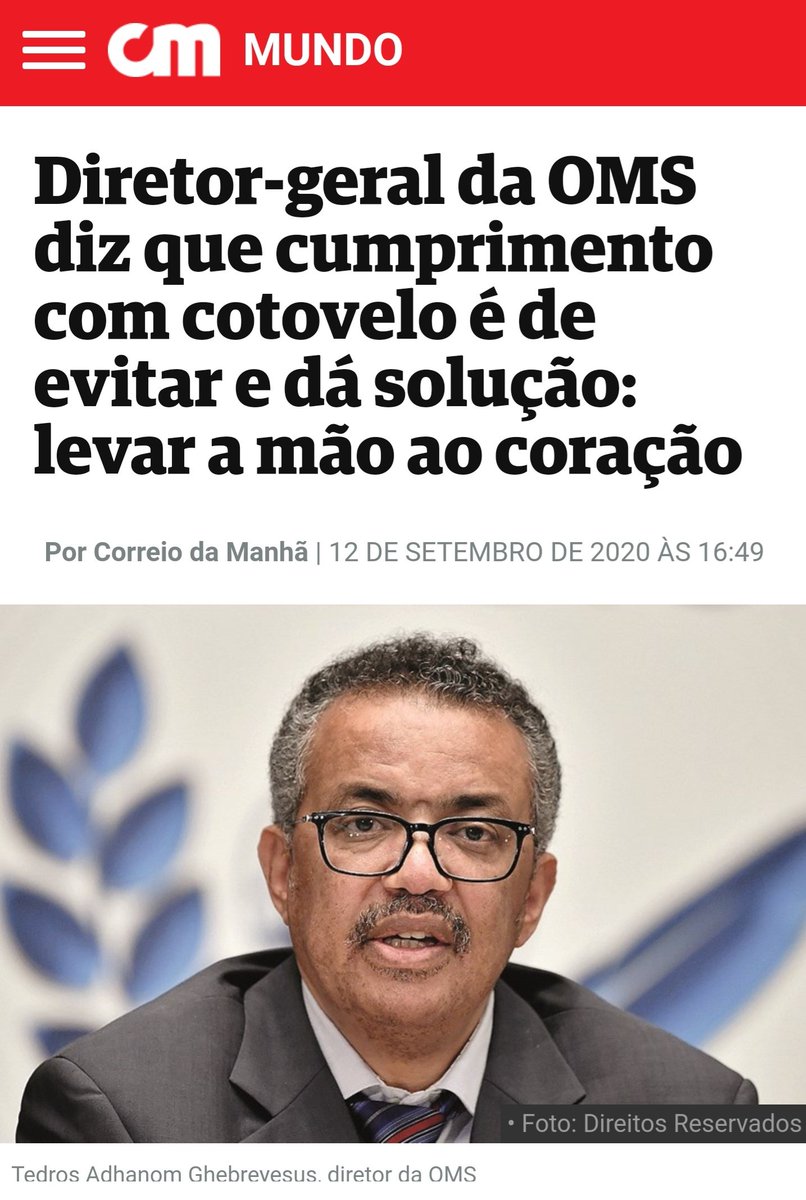 cm MUNDO
Diretor-geral da OMS
diz que cumprimento
com cotovelo é de
evitar e dá solução:
levar a mão ao coração
Por Correio da Manhã | 12 DE SETEMBRO DE 2020 ÀS 16:49
• Foto: Direitos Reservados
Tedros Adhanom Ghebreyesus, diretor da OMS